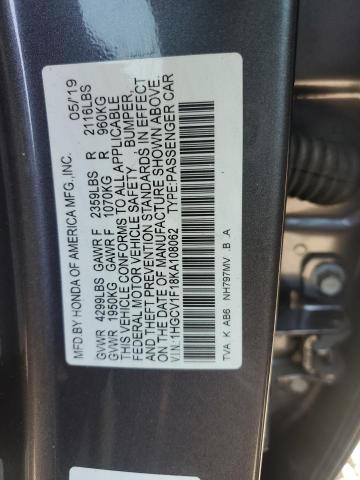 MFD BY HONDA OF AMERICA MFG.,INC. 05/'19
GVWR 4299LBS GAWR F 2359LBS R 2116LBS
GVWR 1950KG GAWR F 1070KG R 960KG
THIS VEHICLE CONFORMS TO ALL APPLICABLE
FEDERAL MOTOR VEHICLE SAFETY, BUMPER,
AND THEFT PREVENTION STANDARDS IN EFFECT
ON THE DATE OF MANUFACTURE SHOWN ABOVE.
V.I.N.:1HGCV1F18KA108062 TYPE:PASSENGER CAR
TVA K AB6 NH797MV B A